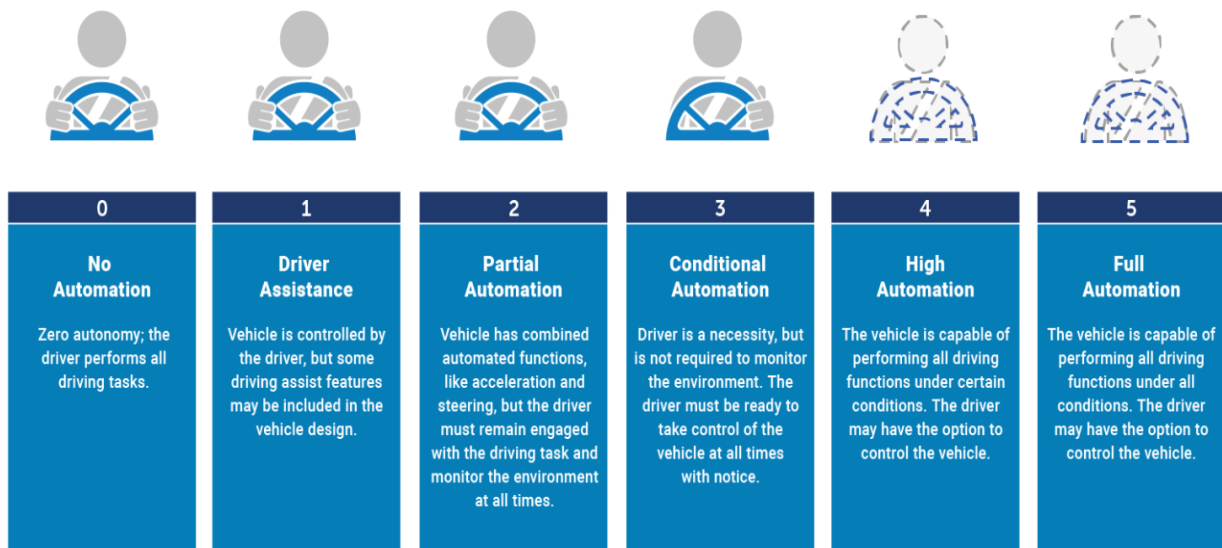 0
No
Automation
Zero autonomy; the
driver performs all
driving tasks.
1
Driver
Assistance
Vehicle is controlled by
the driver, but some
driving assist features
may be included in the
vehicle design.
2
Partial
Automation
Vehicle has combined
automated functions,
like acceleration and
steering, but the driver
must remain engaged
with the driving task and
monitor the environment
at all times.
3
Conditional
Automation
Driver is a necessity, but
is not required to monitor
the environment. The
driver must be ready to
take control of the
vehicle at all times
with notice.
4
High
Automation
The vehicle is capable of
performing all driving
functions under certain
conditions. The driver
may have the option to
control the vehicle.
5
Full
Automation
The vehicle is capable of
performing all driving
functions under all
conditions. The driver
may have the option to
control the vehicle.